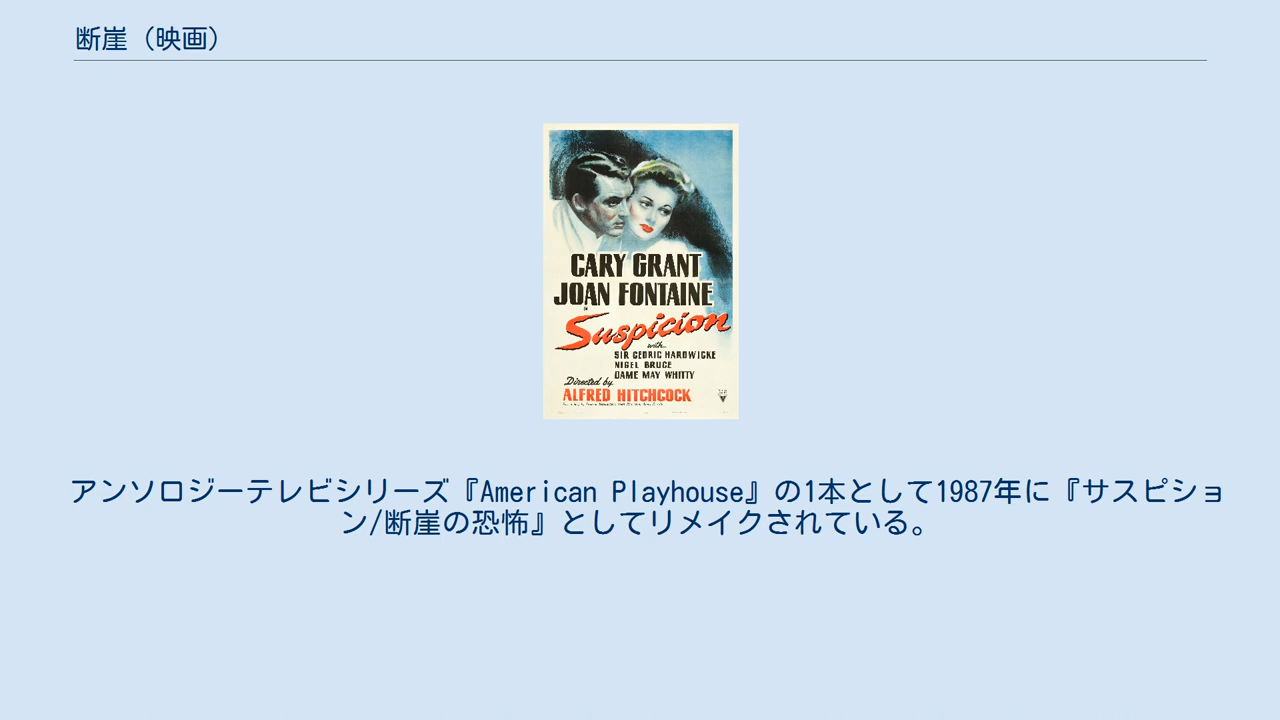 断崖（映画）
CARY GRANT
JOAN FONTAINE
IN
Suspicion
with
SIR CEDRIC HARDWICKE
NIGEL BRUCE
DAME MAY WHITTY
Directed by
ALFRED HITCHCOCK
アンソロジーテレビシリーズ『American Playhouse』の1本として1987年に『サスピショ
ン/断崖の恐怖』としてリメイクされている。